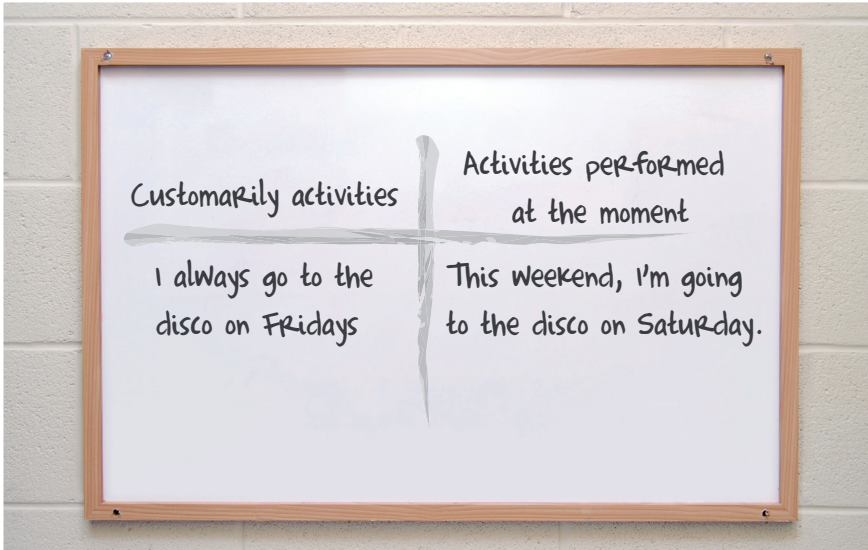 Customarily activities
Activities performed
at the moment
I always go to the
disco on Fridays
This weekend, I'm going
to the disco on Saturday.